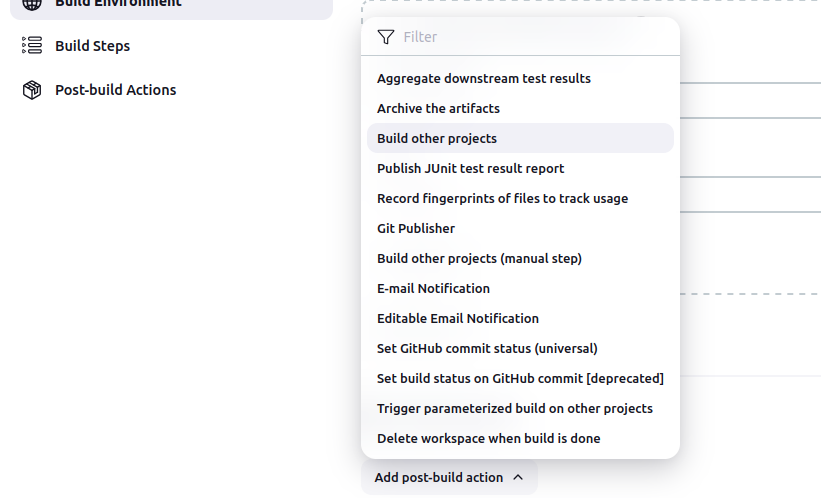 Build Environment
Build Steps
Post-build Actions
Filter
Aggregate downstream test results
Archive the artifacts
Build other projects
Publish JUnit test result report
Record fingerprints of files to track usage
Git Publisher
Build other projects (manual step)
E-mail Notification
Editable Email Notification
Set GitHub commit status (universal)
Set build status on GitHub commit [deprecated]
Trigger parameterized build on other projects
Delete workspace when build is done
Add post-build action